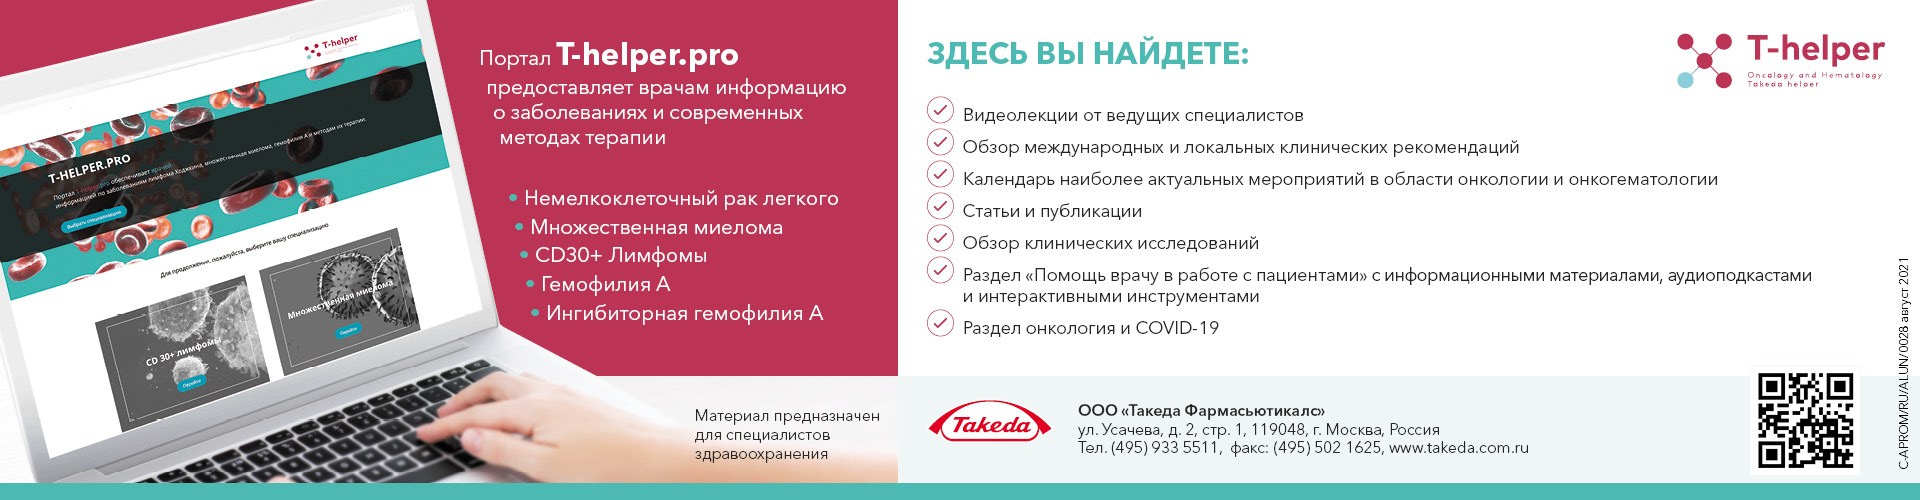 T-helper
T-HELPER.PRO
Портал T-helper.pro обеспечивает врачей
информацией по заболеваниям лимфома Ходжкина, множественная миелома, гемофилия А и методам их терапии.
Выбрать специализацию
Для продолжения, пожалуйста, выберите вашу специализацию
CD 30+ лимфомы
Перейти
Множественная миелома
Перейти
Портал T-helper.pro
предоставляет врачам информацию
о заболеваниях и современных
методах терапии
• Немелкоклеточный рак легкого
• Множественная миелома
• CD30+ Лимфомы
• Гемофилия А
• Ингибиторная гемофилия А
Материал предназначен
для специалистов
здравоохранения
ЗДЕСЬ ВЫ НАЙДЕТЕ:
Видеолекции от ведущих специалистов
Обзор международных и локальных клинических рекомендаций
Календарь наиболее актуальных мероприятий в области онкологии и онкогематологии
Статьи и публикации
Обзор клинических исследований
Раздел «Помощь врачу в работе с пациентами» с информационными материалами, аудиоподкастами
и интерактивными инструментами
Раздел онкология и COVID-19
T-helper
Oncology and Hematology
Takeda helper
Takeda
ООО «Такеда Фармасьютикалс»
ул. Усачева, д. 2, стр. 1, 119048, г. Москва, Россия
Тел. (495) 933 5511, факс: (495) 502 1625, www.takeda.com.ru
C-APROM/RU/ALUN/0028 август 2021